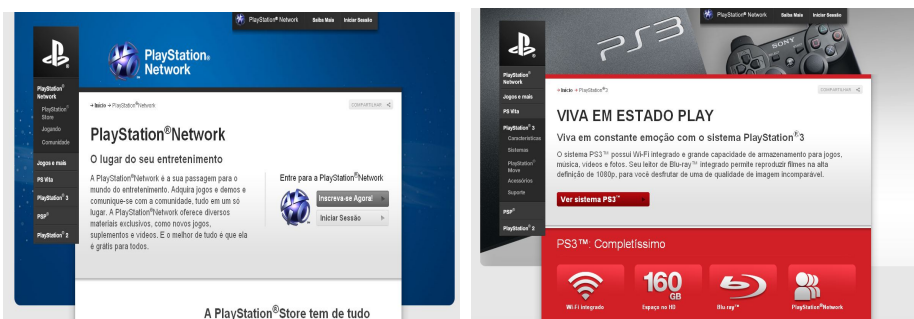 PlayStation® Network
Saiba Mais
Iniciar Sessão
PlayStation®
Network
PlayStation®
Network
PlayStation®
Store
Jogando
Comunidade
Jogos e mais
PS Vita
PlayStation® 3
PSP®
PlayStation® 2
Início → PlayStation®Network
COMPARTILHAR
PlayStation®Network
O lugar do seu entretenimento
A PlayStation®Network é a sua passagem para o
mundo do entretenimento. Adquira jogos e demos e
comunique-se com a comunidade, tudo em um só
lugar. A PlayStation®Network oferece diversos
materiais exclusivos, como novos jogos,
suplementos e vídeos. E o melhor de tudo é que ela
é grátis para todos.
Entre para a PlayStation®Network
Inscreva-se Agora!
Iniciar Sessão
A PlayStation®Store tem de tudo
PlayStation® Network
Saiba Mais
Iniciar Sessão
PS3
SONY
PlayStation®
Network
Jogos e mais
PS Vita
PlayStation® 3
Características
Sistemas
PlayStation®
Move
Acessórios
Suporte
PSP®
PlayStation® 2
Início → PlayStation®3
COMPARTILHAR
VIVA EM ESTADO PLAY
Viva em constante emoção com o sistema PlayStation®3
O sistema PS3™ possui Wi-Fi integrado e grande capacidade de armazenamento para jogos,
música, vídeos e fotos. Seu leitor de Blu-ray™ integrado permite reproduzir filmes na alta
definição de 1080p, para você desfrutar de uma de qualidade de imagem incomparável.
Ver sistema PS3™
PS3™: Completíssimo
160
GB
Wi-Fi integrado
Espaço no HD
Blu ray™
PlayStation®Network